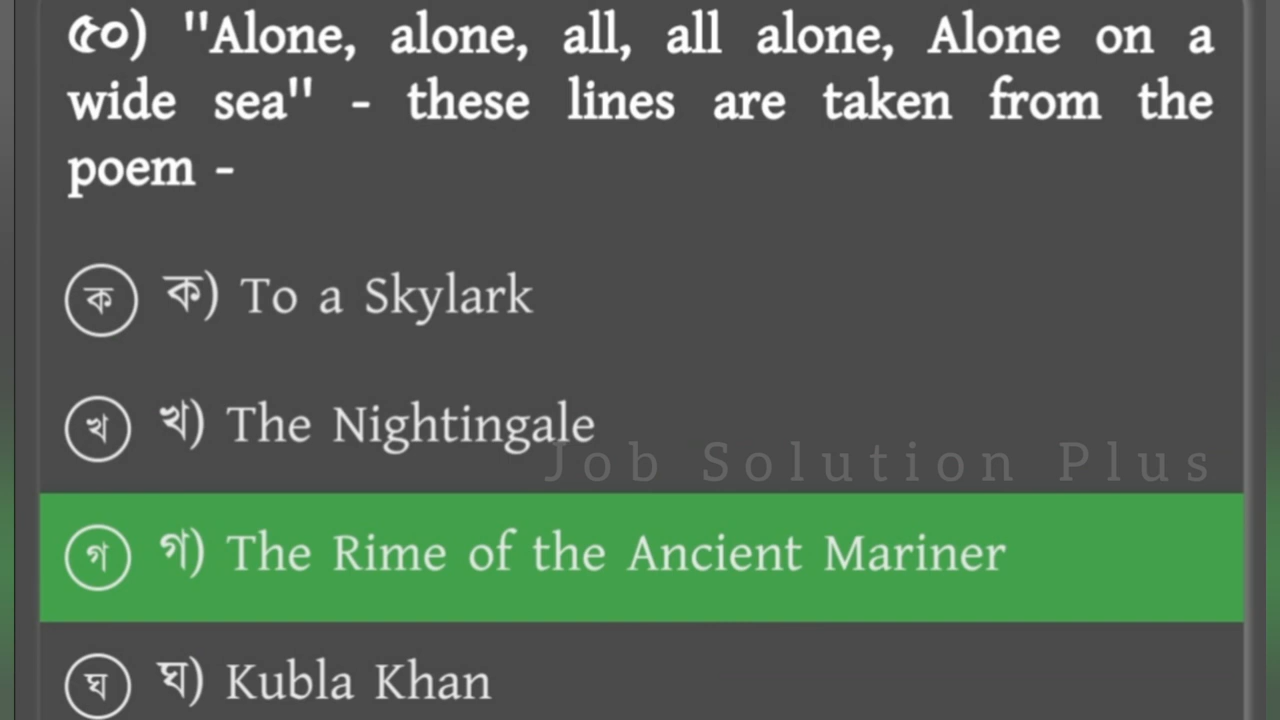 ৫০) "Alone, alone, all, all alone, Alone on a
wide sea" - these lines are taken from the
poem -
ক ক) To a Skylark
খ খ) The Nightingale
Job Solution Plus
গ গ) The Rime of the Ancient Mariner
ঘ ঘ) Kubla Khan